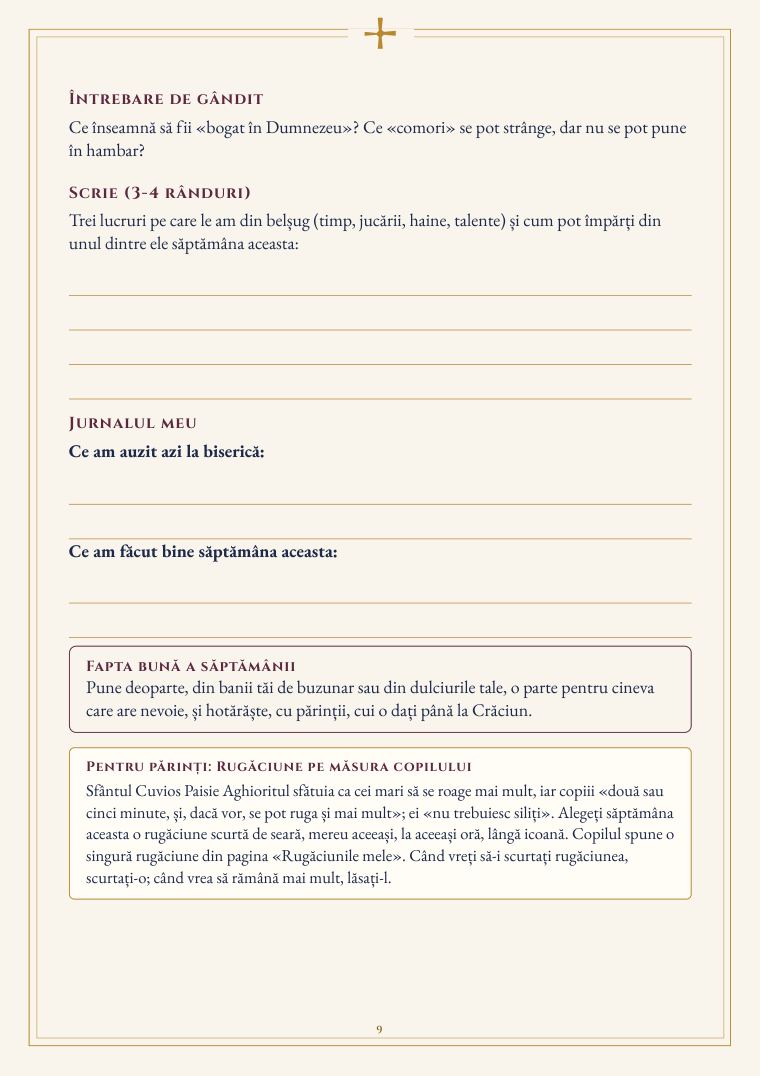 Întrebare de gândit
Ce înseamnă să fii «bogat în Dumnezeu»? Ce «comori» se pot strânge, dar nu se pot pune
în hambar?
Scrie (3-4 rânduri)
Trei lucruri pe care le am din belșug (timp, jucării, haine, talente) și cum pot împărți din
unul dintre ele săptămâna aceasta:
Jurnalul meu
Ce am auzit azi la biserică:
Ce am făcut bine săptămâna aceasta:
Fapta bună a săptămânii
Pune deoparte, din banii tăi de buzunar sau din dulciurile tale, o parte pentru cineva
care are nevoie, și hotărăște, cu părinții, cui o dați până la Crăciun.
Pentru părinți: Rugăciune pe măsura copilului
Sfântul Cuvios Paisie Aghioritul sfătuia ca cei mari să se roage mai mult, iar copiii «două sau
cinci minute, și, dacă vor, se pot ruga și mai mult»; ei «nu trebuiesc siliți». Alegeți săptămâna
aceasta o rugăciune scurtă de seară, mereu aceeași, la aceeași oră, lângă icoană. Copilul spune o
singură rugăciune din pagina «Rugăciunile mele». Când vreți să-i scurtați rugăciunea,
scurtați-o; când vrea să rămână mai mult, lăsați-l.
9